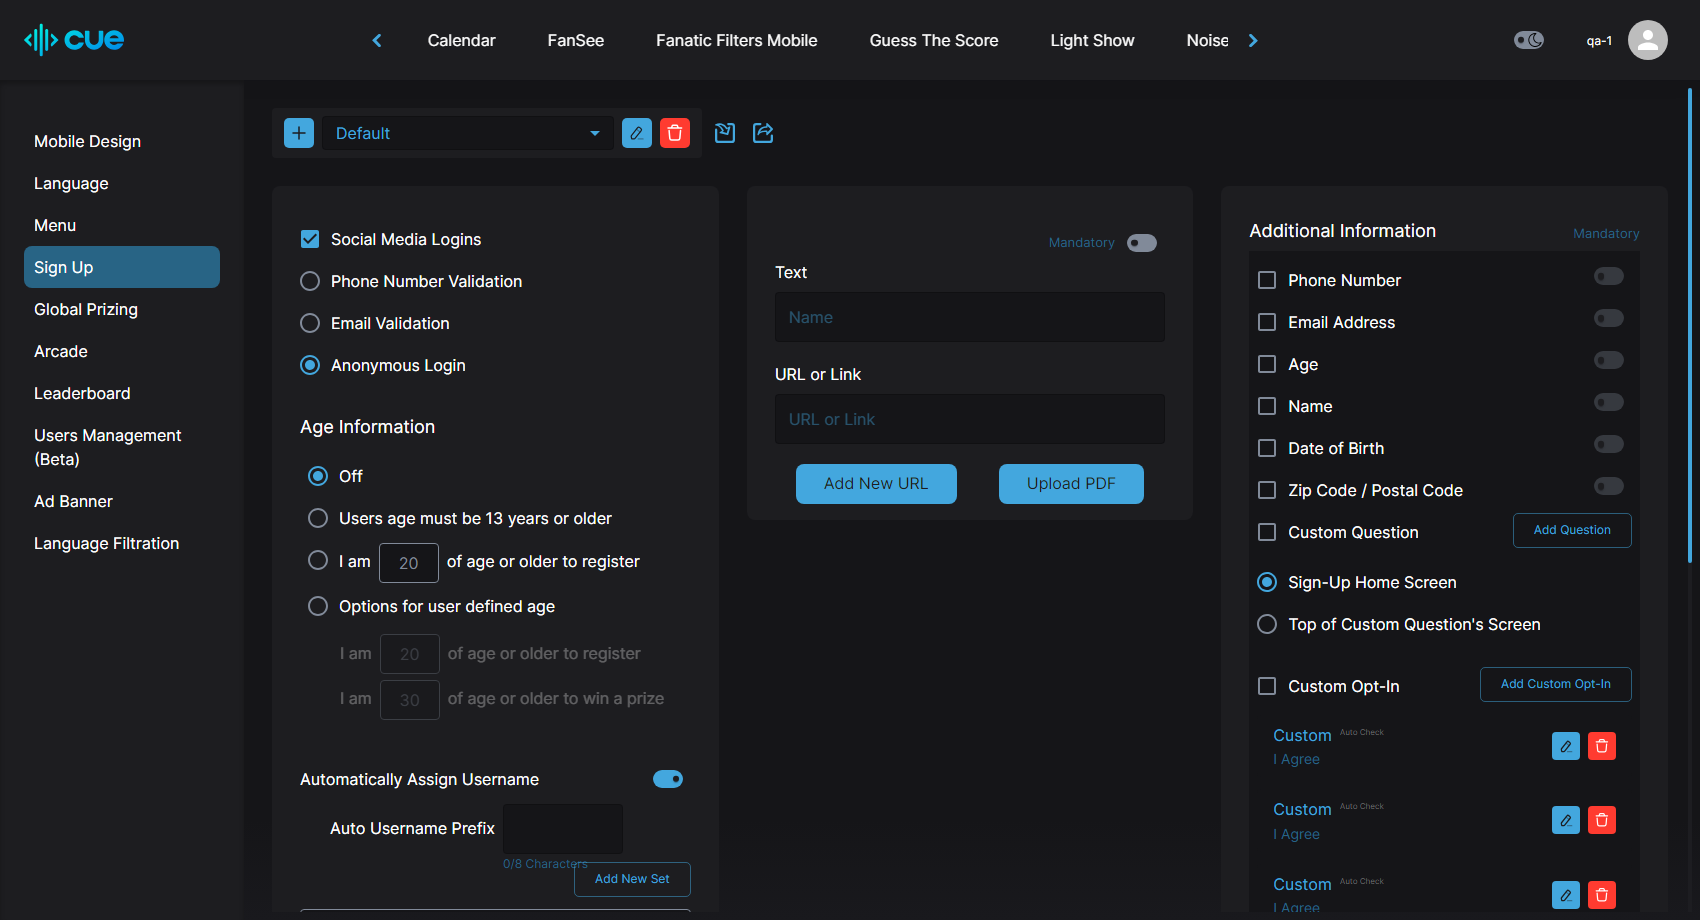 cue
Calendar
FanSee
Fanatic Filters Mobile
Guess The Score
Light Show
Noise
qa-1
Mobile Design
Language
Menu
Sign Up
Global Prizing
Arcade
Leaderboard
Users Management
(Beta)
Ad Banner
Language Filtration
Default
Social Media Logins
Phone Number Validation
Email Validation
Anonymous Login
Age Information
Off
Users age must be 13 years or older
I am 20 of age or older to register
Options for user defined age
I am 20 of age or older to register
I am 30 of age or older to win a prize
Automatically Assign Username
Auto Username Prefix
0/8 Characters
Add New Set
Mandatory
Text
Name
URL or Link
URL or Link
Add New URL
Upload PDF
Additional Information
Mandatory
Phone Number
Email Address
Age
Name
Date of Birth
Zip Code / Postal Code
Custom Question
Add Question
Sign-Up Home Screen
Top of Custom Question's Screen
Custom Opt-In
Add Custom Opt-In
Custom Auto Check
I Agree
Custom Auto Check
I Agree
Custom Auto Check
I Agree